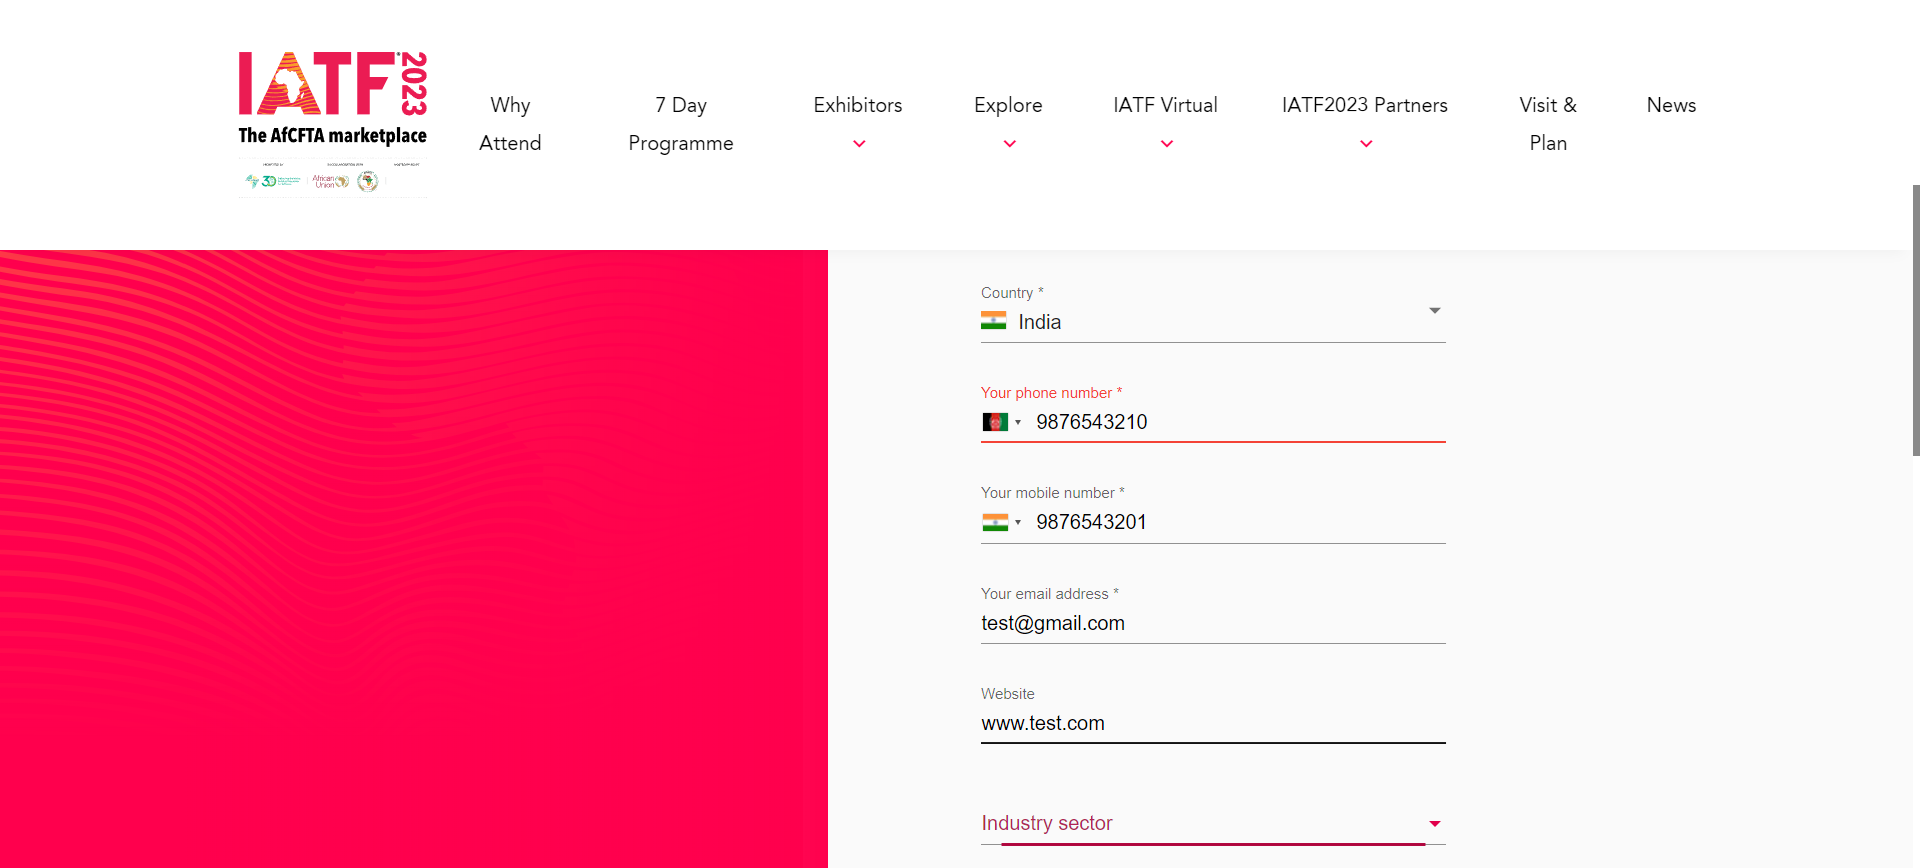 IATF 2023
The AfCFTA marketplace
African
Union
Why
Attend
7 Day
Programme
Exhibitors
Explore
IATF Virtual
IATF2023 Partners
Visit &
Plan
News
Country *
India
Your phone number *
9876543210
Your mobile number *
9876543201
Your email address *
test@gmail.com
Website
www.test.com
Industry sector